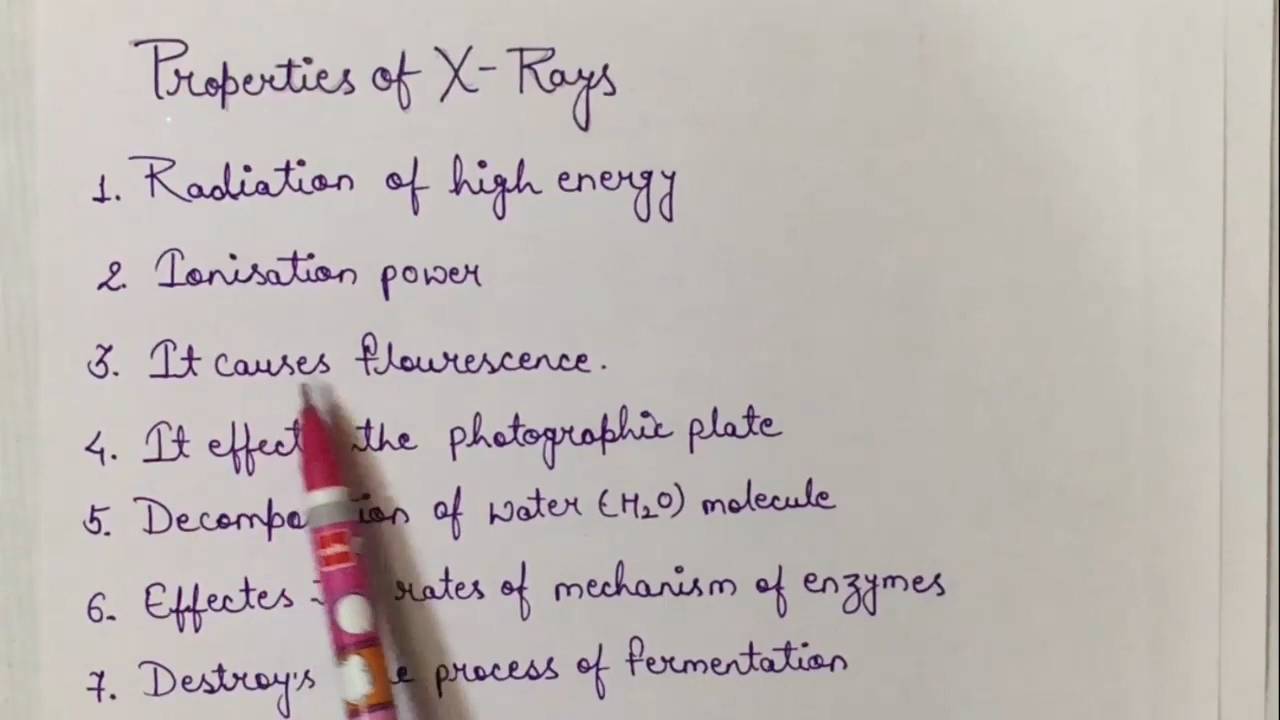 Properties of X-Rays
1. Radiation of high energy
2. Ionisation power
3. It causes flourescence.
4. It effect the photographic plate
5. of water (H₂O) molecule
6. Effectes rates of mechanism of enzymes
7. Destroy's process of fermentation